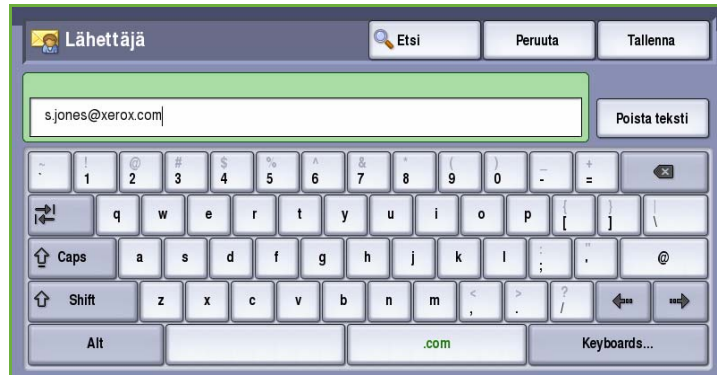 Lähettäjä Etsi Peruuta Tallenna
s.jones@xerox.com Poista teksti
~ ! @ # $ % ^ & * ( ) _ +
` 1 2 3 4 5 6 7 8 9 0 - =
q w e r t y u i o p { [ } ] | \
Caps a s d f g h j k l : ; " ' @
Shift z x c v b n m < , > . ? /
Alt .com Keyboards...